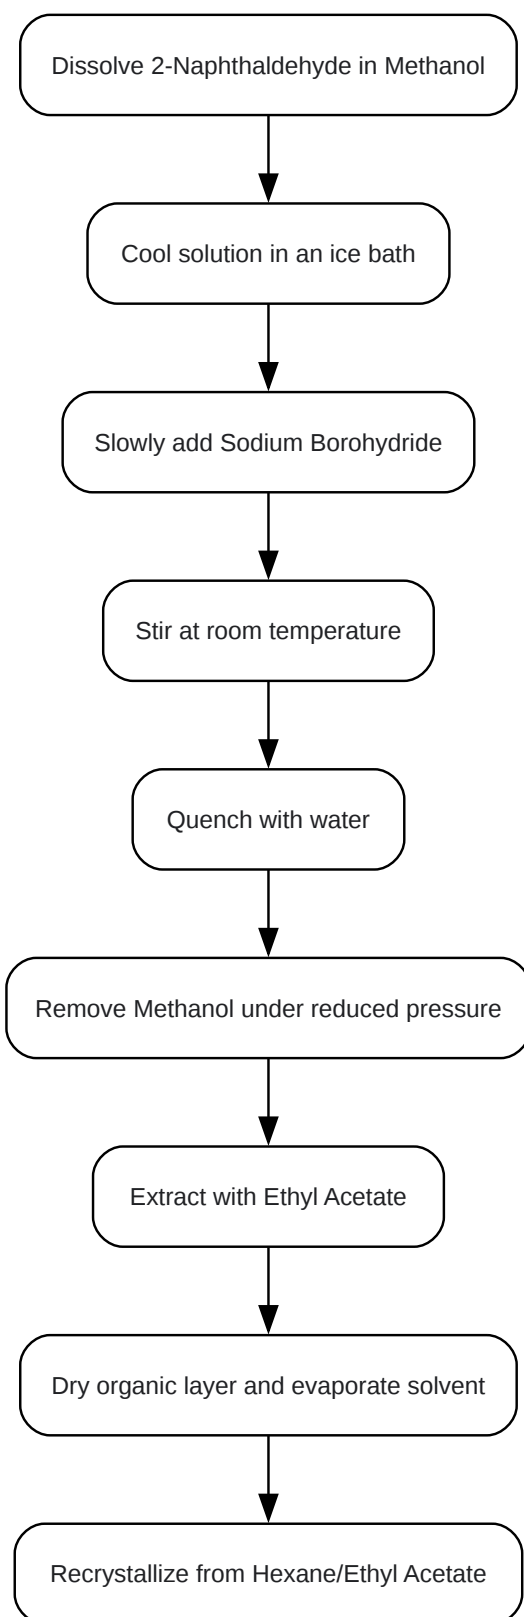 Dissolve 2-Naphthaldehyde in Methanol
Cool solution in an ice bath
Slowly add Sodium Borohydride
Stir at room temperature
Quench with water
Remove Methanol under reduced pressure
Extract with Ethyl Acetate
Dry organic layer and evaporate solvent
Recrystallize from Hexane/Ethyl Acetate